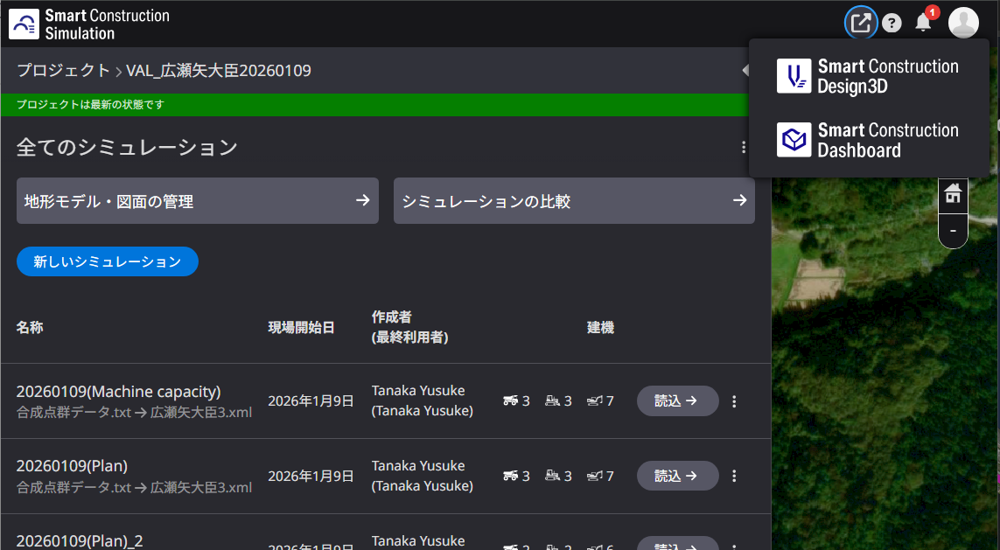 Smart Construction
Simulation
?
1
プロジェクト > VAL_広瀬矢大臣20260109
Smart Construction
Design3D
プロジェクトは最新の状態です
Smart Construction
Dashboard
全てのシミュレーション
地形モデル・図面の管理 →
シミュレーションの比較 →
-
新しいシミュレーション
名称 現場開始日 作成者 建機
(最終利用者)
20260109(Machine capacity)
合成点群データ.txt → 広瀬矢大臣3.xml
2026年1月9日
Tanaka Yusuke
(Tanaka Yusuke)
3 3 7
読込 →
20260109(Plan)
合成点群データ.txt → 広瀬矢大臣3.xml
2026年1月9日
Tanaka Yusuke
(Tanaka Yusuke)
3 3 7
読込 →
20260109(Plan)_2
2026年1月9日
Tanaka Yusuke
読込 →